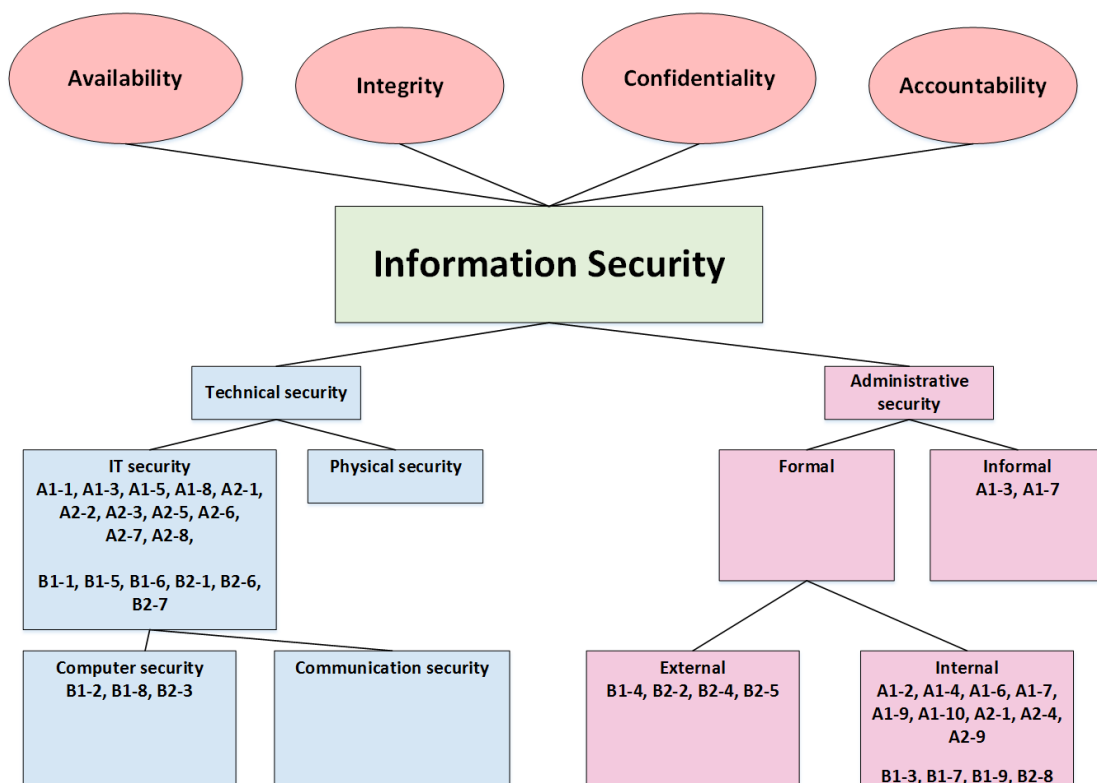 Availability
Integrity
Confidentiality
Accountability
Information Security
Technical security
Administrative
security
IT security
A1-1, A1-3, A1-5, A1-8, A2-1,
A2-2, A2-3, A2-5, A2-6,
A2-7, A2-8,
B1-1, B1-5, B1-6, B2-1, B2-6,
B2-7
Physical security
Formal
Informal
A1-3, A1-7
Computer security
B1-2, B1-8, B2-3
Communication security
External
B1-4, B2-2, B2-4, B2-5
Internal
A1-2, A1-4, A1-6, A1-7,
A1-9, A1-10, A2-1, A2-4,
A2-9
B1-3, B1-7, B1-9, B2-8